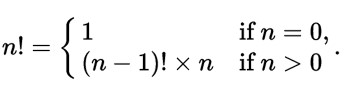 n! = { 1 if n = 0,
(n − 1)! × n if n > 0 .